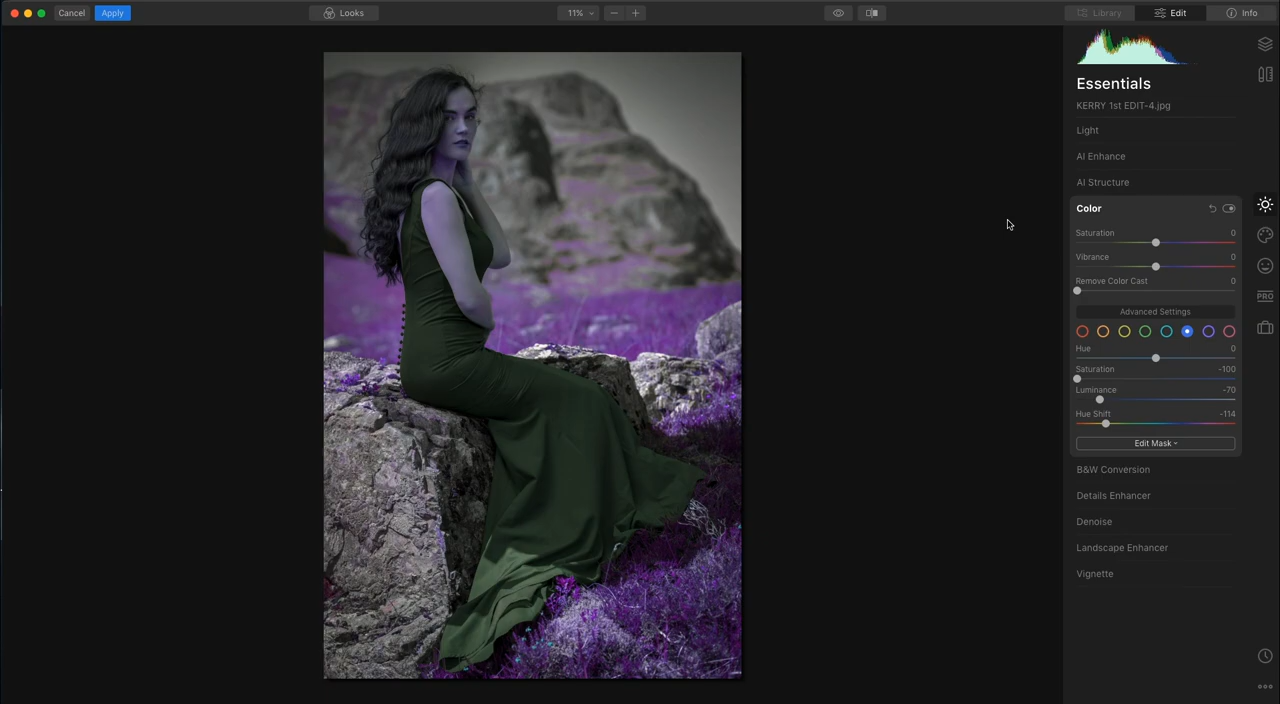 Cancel Apply Looks 11% Library Edit Info
Essentials
KERRY 1st EDIT-4.jpg
Light
AI Enhance
AI Structure
Color
Saturation 0
Vibrance 0
Remove Color Cast 0
Advanced Settings
Hue 0
Saturation -100
Luminance -70
Hue Shift -114
Edit Mask
B&W Conversion
Details Enhancer
Denoise
Landscape Enhancer
Vignette
PRO